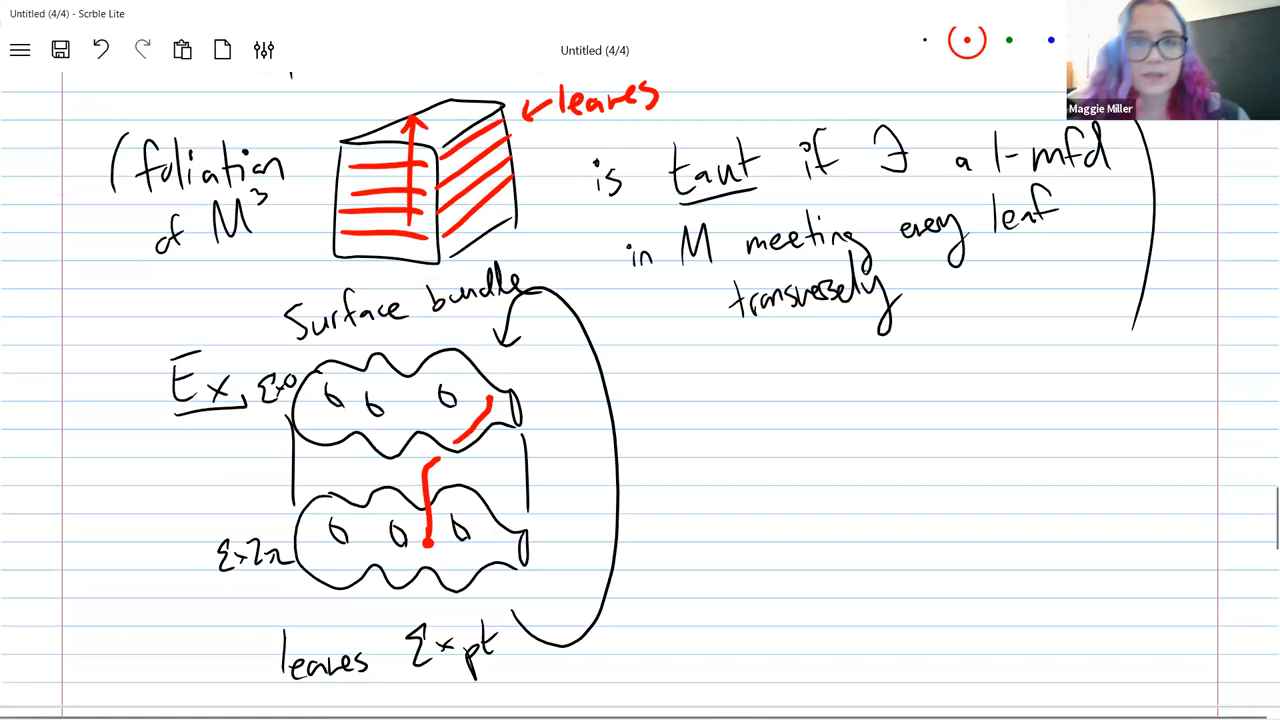 Untitled (4/4) - Scrble Lite
Untitled (4/4)
Maggie Miller
← leaves
(foliation
of M³
is taut if ∃ a 1-mfd
in M meeting every leaf
transversely)
Surface bundle
Ex, Σ×0
Σ×2π
leaves Σ×pt